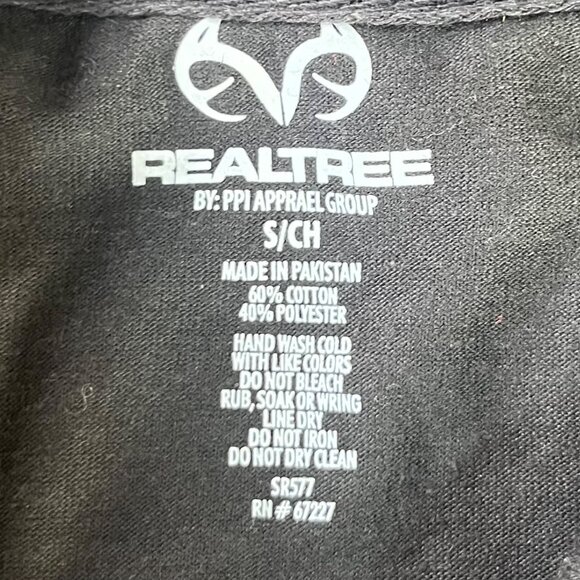 REALTREE
BY: PPI APPRAEL GROUP
S/CH
MADE IN PAKISTAN
60% COTTON
40% POLYESTER
HAND WASH COLD
WITH LIKE COLORS
DO NOT BLEACH
RUB, SOAK OR WRING
LINE DRY
DO NOT IRON
DO NOT DRY CLEAN
SR577
RN # 67227